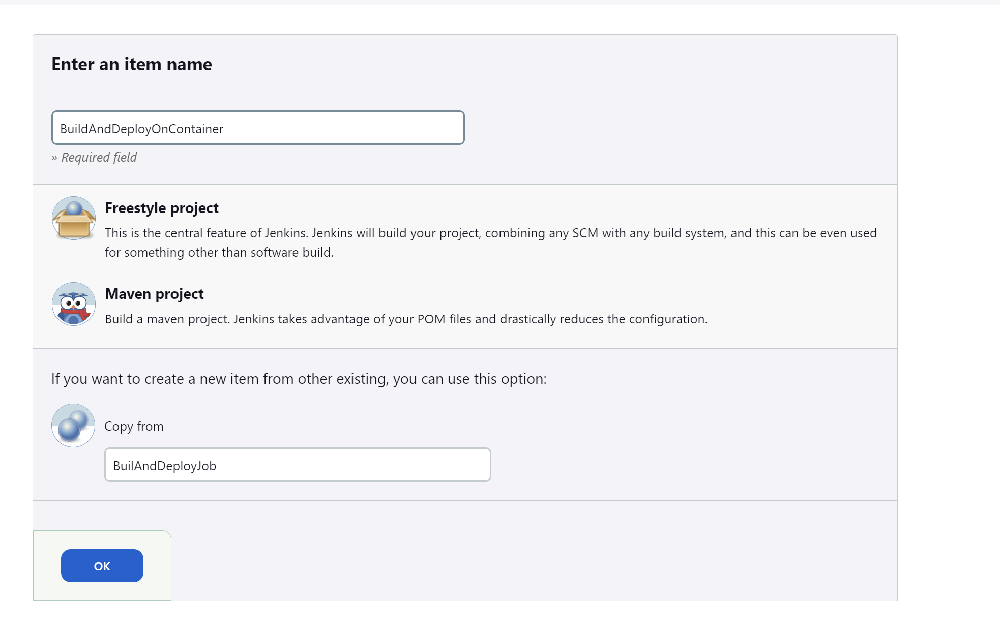 Enter an item name
BuildAndDeployOnContainer
» Required field
Freestyle project
This is the central feature of Jenkins. Jenkins will build your project, combining any SCM with any build system, and this can be even used
for something other than software build.
Maven project
Build a maven project. Jenkins takes advantage of your POM files and drastically reduces the configuration.
If you want to create a new item from other existing, you can use this option:
Copy from
BuilAndDeployJob
OK